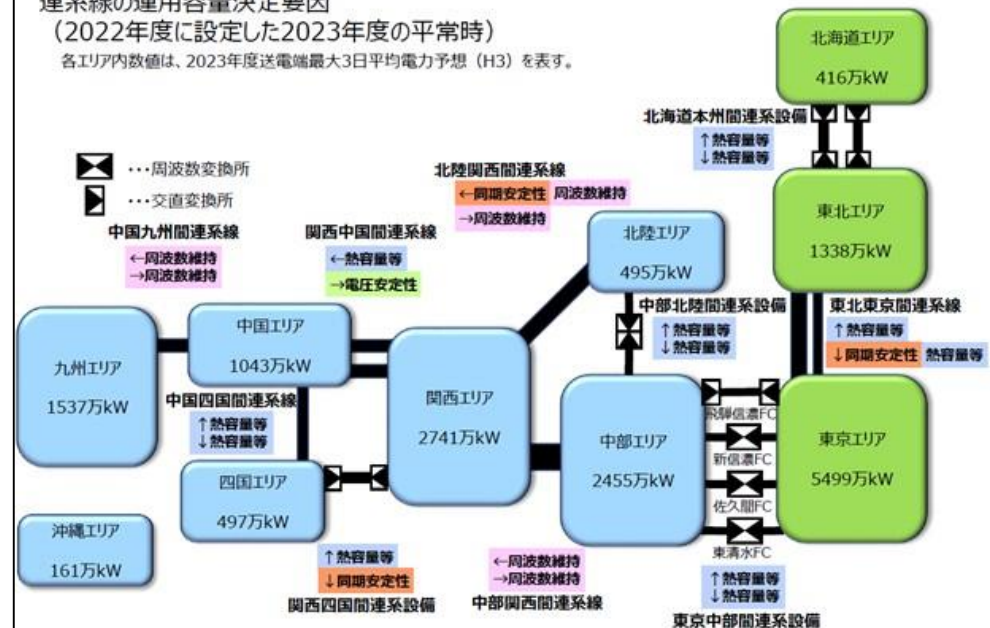 連系線の運用容量決定要因
（2022年度に設定した2023年度の平常時）
各エリア内数値は、2023年度送電端最大3日平均電力予想（H3）を表す。
北海道エリア
416万kW
北海道本州間連系設備
↑熱容量等
↓熱容量等
･･･周波数変換所
･･･交直変換所
北陸関西間連系線
←同期安定性 周波数維持
→周波数維持
中国九州間連系線
←周波数維持
→周波数維持
関西中国間連系線
←熱容量等
→電圧安定性
北陸エリア
495万kW
東北エリア
1338万kW
中部北陸間連系設備
↑熱容量等
↓熱容量等
東北東京間連系線
↑熱容量等
↓同期安定性 熱容量等
九州エリア
1537万kW
中国エリア
1043万kW
中国四国間連系線
↑熱容量等
↓熱容量等
関西エリア
2741万kW
中部エリア
2455万kW
飛騨信濃FC
新信濃FC
佐久間FC
東清水FC
東京エリア
5499万kW
四国エリア
497万kW
沖縄エリア
161万kW
↑熱容量等
↓同期安定性
関西四国間連系設備
←周波数維持
→周波数維持
中部関西間連系線
↑熱容量等
↓熱容量等
東京中部間連系設備